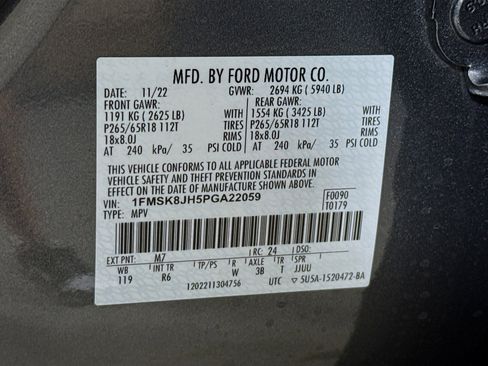 MFD. BY FORD MOTOR CO.
DATE: 11/22 GVWR: 2694 KG ( 5940 LB)
FRONT GAWR: REAR GAWR:
1191 KG ( 2625 LB) WITH 1554 KG ( 3425 LB) WITH
P265/65R18 112T TIRES P265/65R18 112T TIRES
18x8.0J RIMS 18x8.0J RIMS
AT 240 kPa/ 35 PSI COLD AT 240 kPa/ 35 PSI COLD
THIS VEHICLE CONFORMS TO ALL APPLICABLE FEDERAL MOTOR
VEHICLE SAFETY AND THEFT PREVENTION STANDARDS IN EFFECT
ON THE DATE OF MANUFACTURE SHOWN ABOVE.
VIN: 1FMSK8JH5PGA22059 F0090
TYPE: MPV T0179
EXT PNT: M7 RC: 24 DSO:
WB INT TR TP/PS R AXLE TR SPR
119 R6 W 3B T JJUU
1202211304756 UTC ▽5U5A-1520472-BA